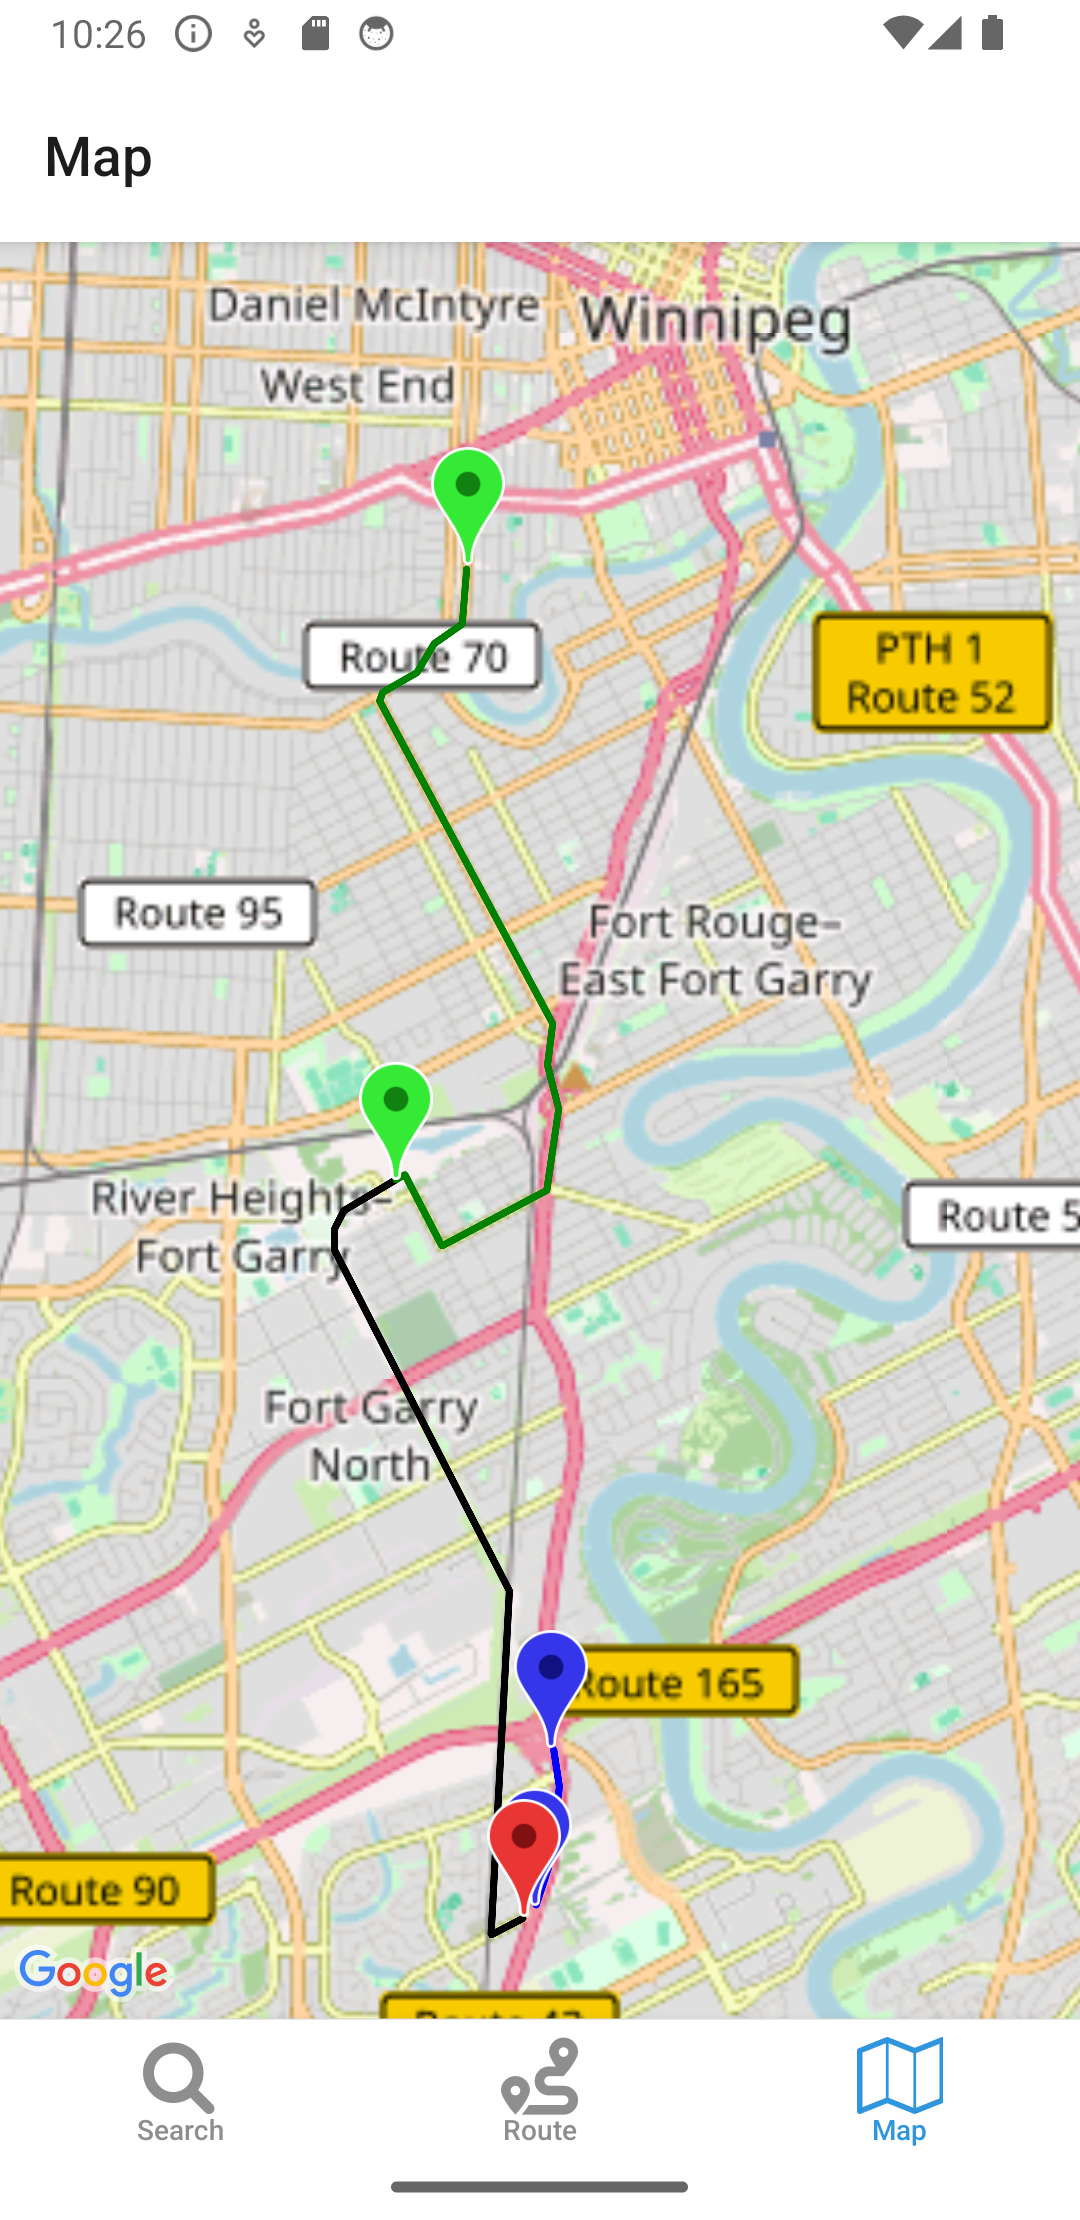 10:26
Map
Daniel McIntyre
Winnipeg
West End
Route 70
PTH 1
Route 52
Route 95
Fort Rouge–
East Fort Garry
River Heights–
Fort Garry
Route 5
Fort Garry
North
Route 165
Route 90
Google
Search
Route
Map